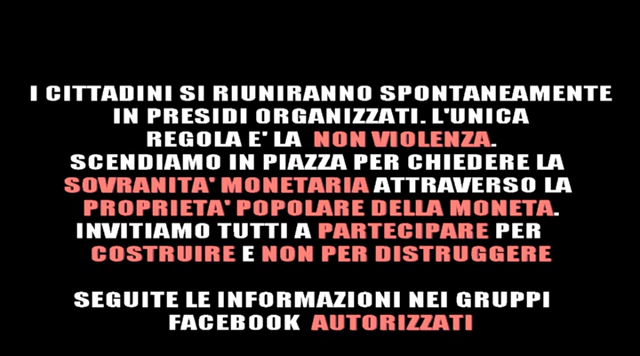 I CITTADINI SI RIUNIRANNO SPONTANEAMENTE
IN PRESIDI ORGANIZZATI. L'UNICA
REGOLA E' LA NON VIOLENZA.
SCENDIAMO IN PIAZZA PER CHIEDERE LA
SOVRANITA' MONETARIA ATTRAVERSO LA
PROPRIETA' POPOLARE DELLA MONETA.
INVITIAMO TUTTI A PARTECIPARE PER
COSTRUIRE E NON PER DISTRUGGERE
SEGUITE LE INFORMAZIONI NEI GRUPPI
FACEBOOK AUTORIZZATI